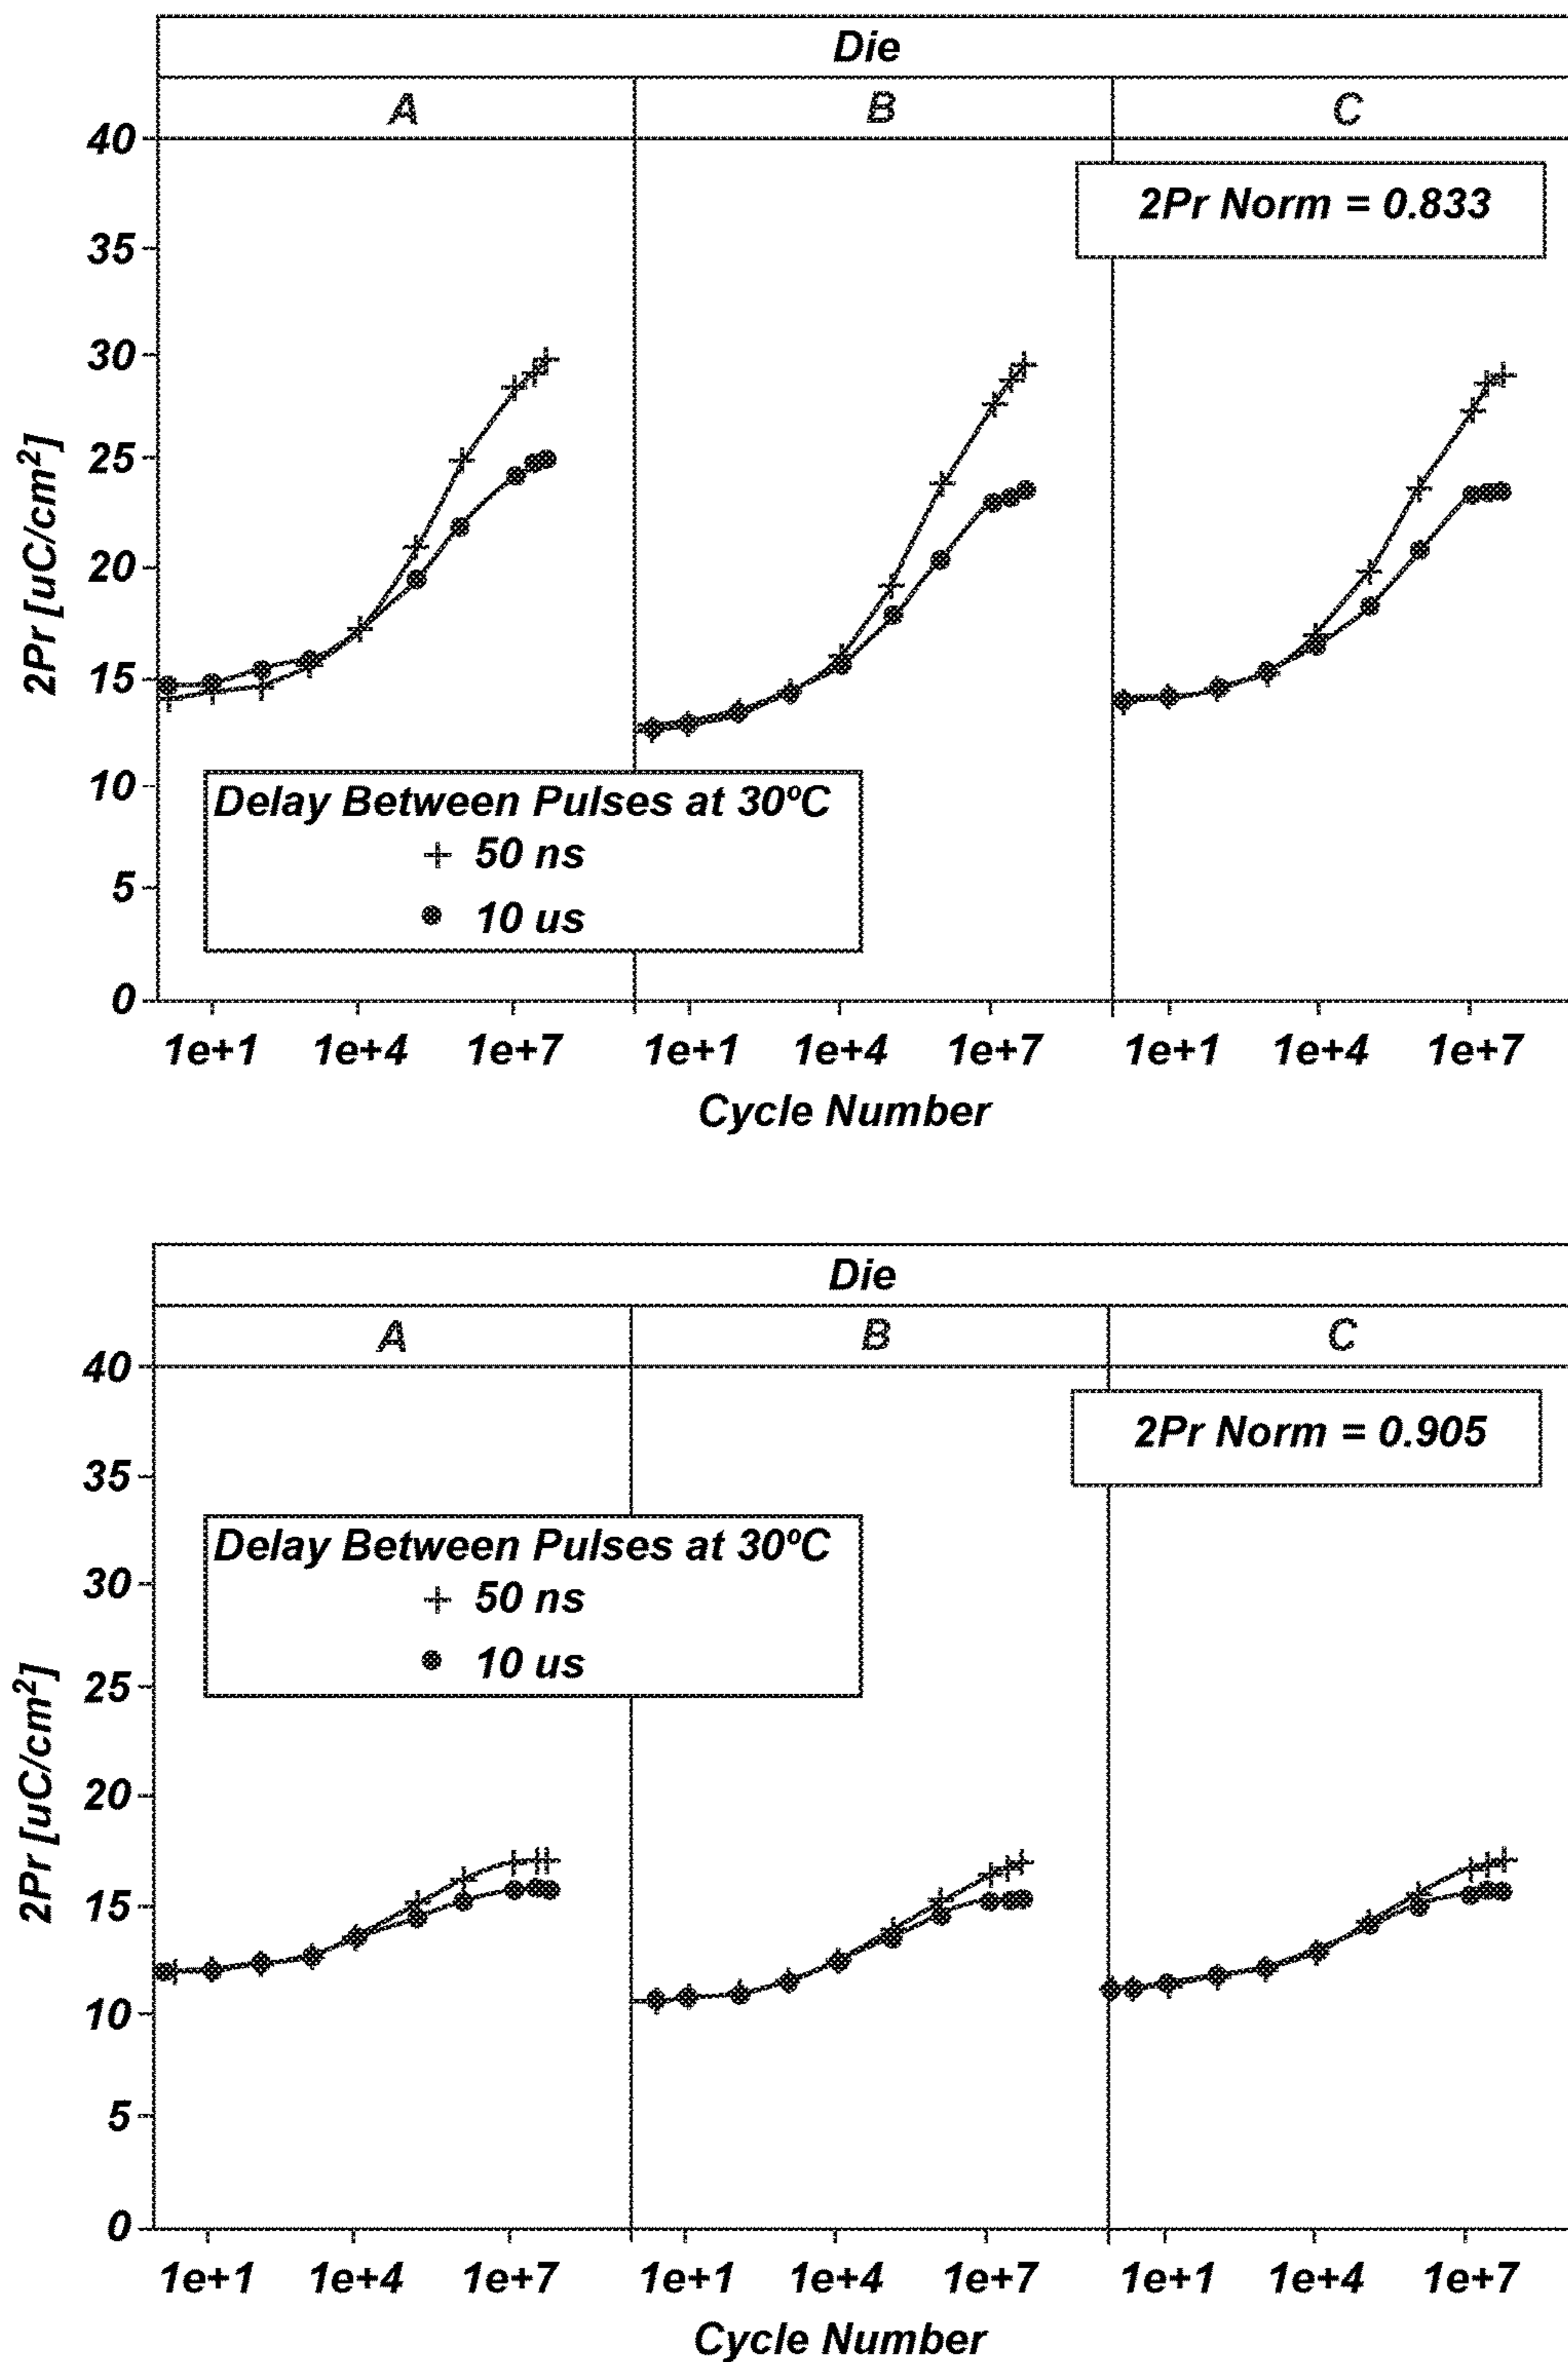 Die
A B C
40
2Pr Norm = 0.833
35
30
25
20
15
10
5
0
2Pr [uC/cm²]
Delay Between Pulses at 30ºC
+ 50 ns
● 10 us
1e+1 1e+4 1e+7 1e+1 1e+4 1e+7 1e+1 1e+4 1e+7
Cycle Number
Die
A B C
40
2Pr Norm = 0.905
35
30
25
20
15
10
5
0
2Pr [uC/cm²]
Delay Between Pulses at 30ºC
+ 50 ns
● 10 us
1e+1 1e+4 1e+7 1e+1 1e+4 1e+7 1e+1 1e+4 1e+7
Cycle Number